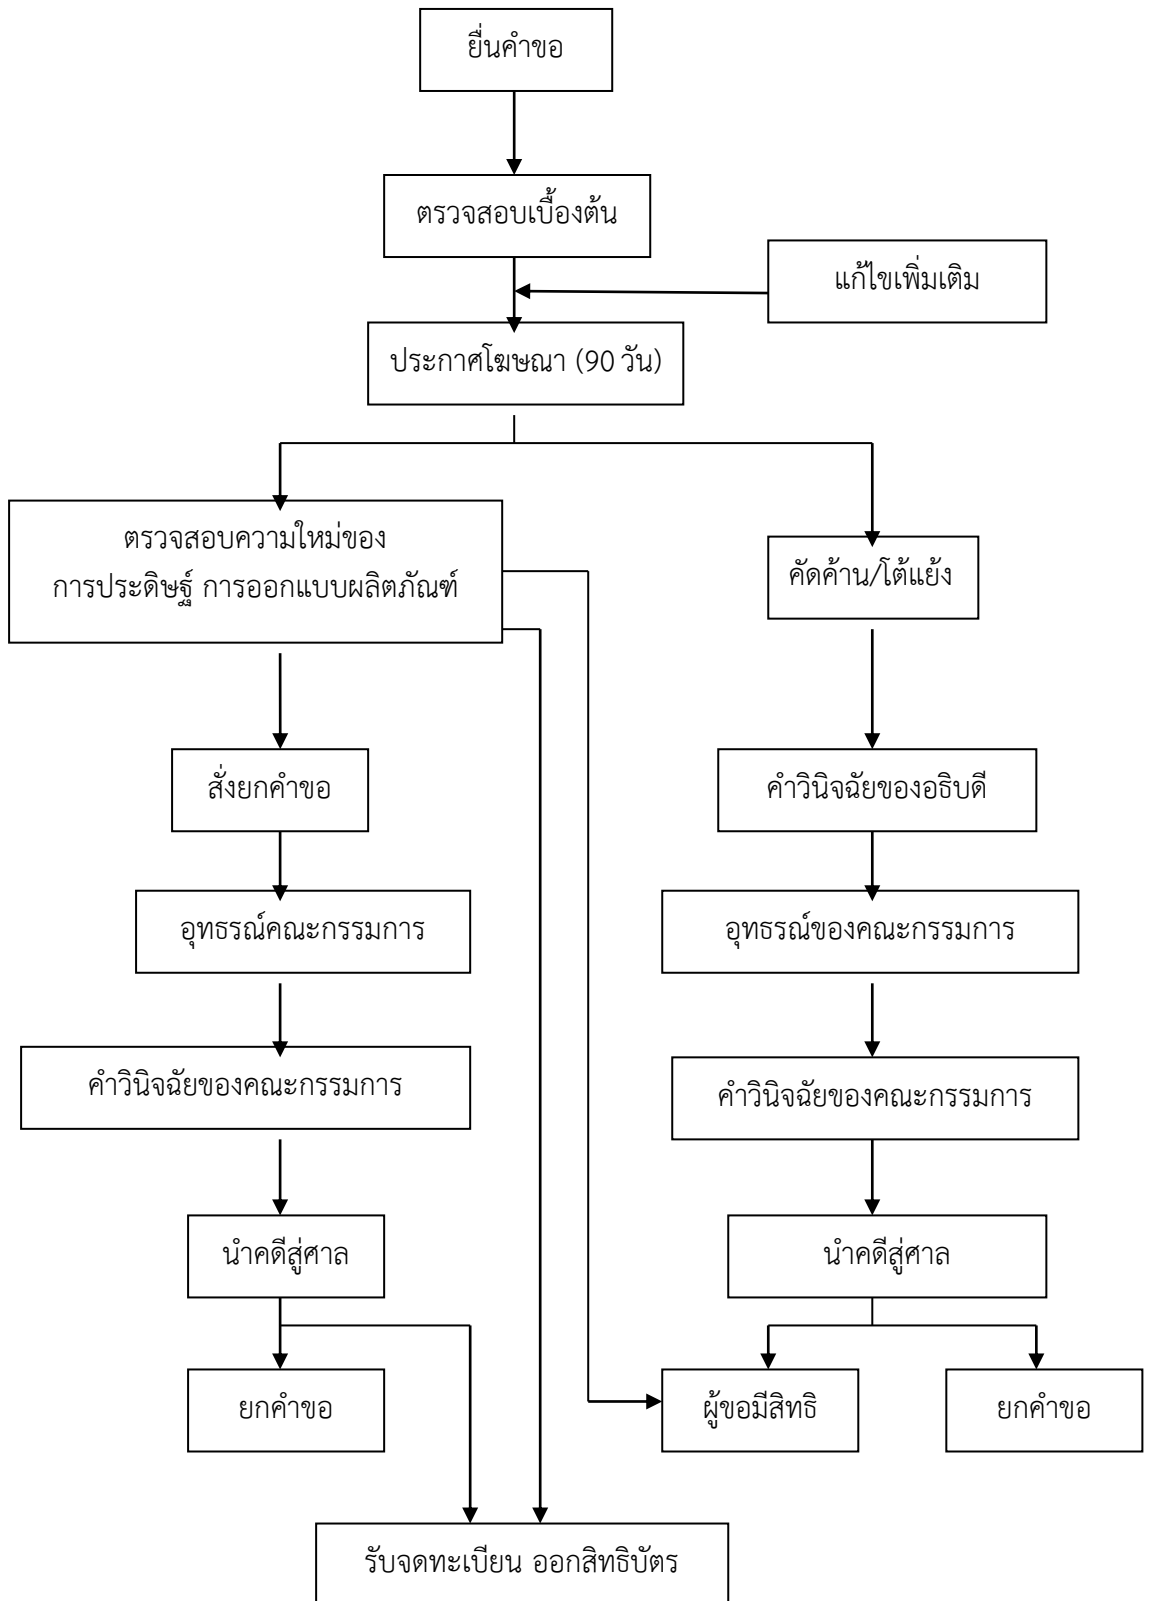 ยื่นคำขอ
ตรวจสอบเบื้องต้น
แก้ไขเพิ่มเติม
ประกาศโฆษณา (90 วัน)
ตรวจสอบความใหม่ของ
การประดิษฐ์ การออกแบบผลิตภัณฑ์
คัดค้าน/โต้แย้ง
สั่งยกคำขอ
คำวินิจฉัยของอธิบดี
อุทธรณ์คณะกรรมการ
อุทธรณ์ของคณะกรรมการ
คำวินิจฉัยของคณะกรรมการ
คำวินิจฉัยของคณะกรรมการ
นำคดีสู่ศาล
นำคดีสู่ศาล
ยกคำขอ
ผู้ขอมีสิทธิ
ยกคำขอ
รับจดทะเบียน ออกสิทธิบัตร